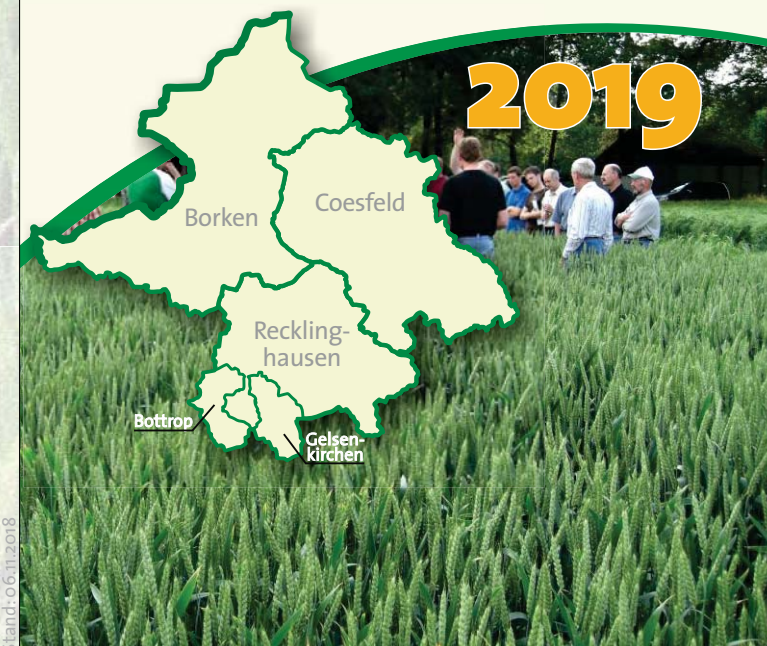 2019
Coesfeld
Borken
Reckling-
hausen
Bottrop
Gelsen-
kirchen
tand: 06.11.2018